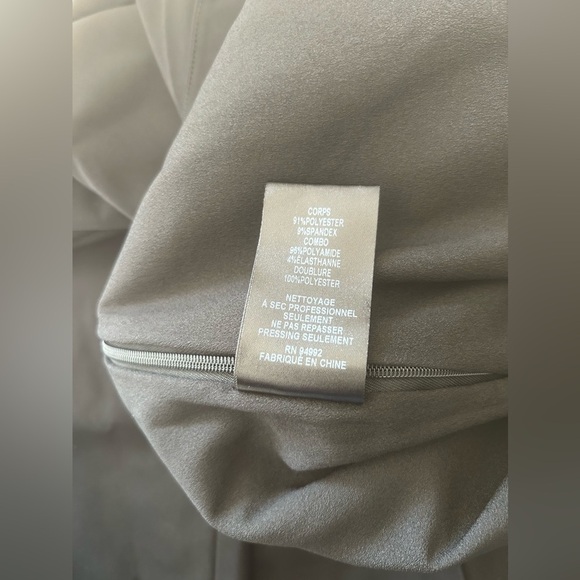 CORPS
91%POLYESTER
9%SPANDEX
COMBO
96%POLYAMIDE
4%ÉLASTHANNE
DOUBLURE
100%POLYESTER
NETTOYAGE
À SEC PROFESSIONNEL
SEULEMENT
NE PAS REPASSER
PRESSING SEULEMENT
RN 94992
FABRIQUÉ EN CHINE